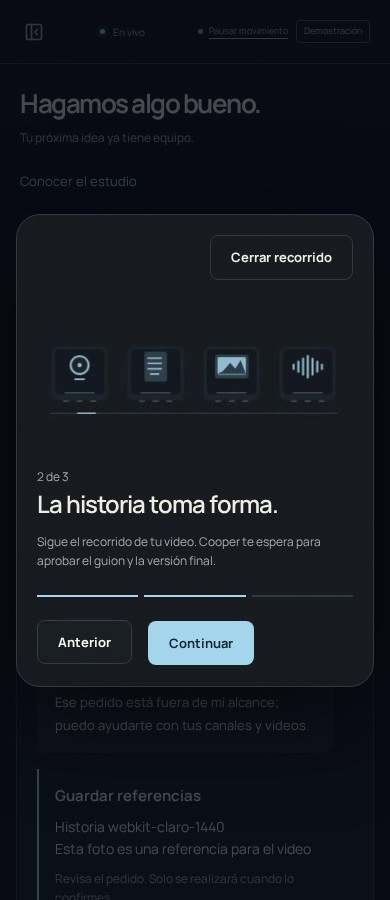 En vivo
Pausar movimiento
Demostración
Hagamos algo bueno.
Tu próxima idea ya tiene equipo.
Conocer el estudio
Cerrar recorrido
2 de 3
La historia toma forma.
Sigue el recorrido de tu video. Cooper te espera para
aprobar el guion y la versión final.
Anterior
Continuar
Ese pedido está fuera de mi alcance;
puedo ayudarte con tus canales y videos.
Guardar referencias
Historia webkit-claro-1440
Esta foto es una referencia para el video
Revisa el pedido. Solo se realizará cuando lo
confirmes.